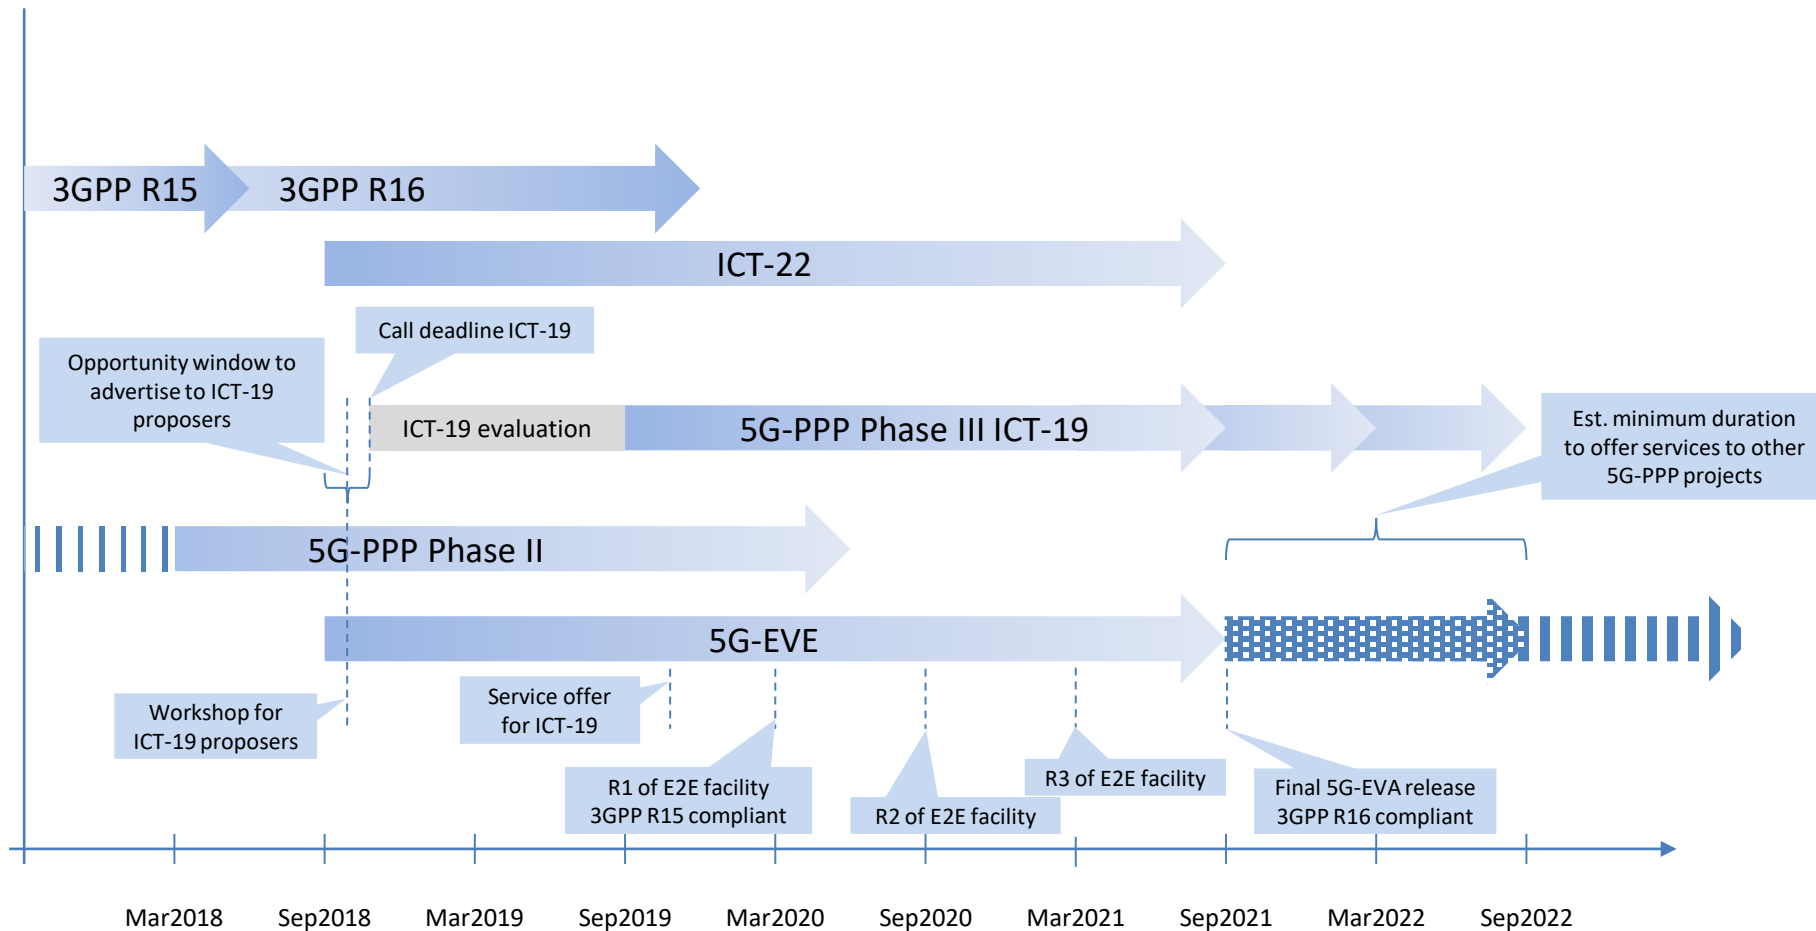 3GPP R15
3GPP R16
ICT-22
Call deadline ICT-19
Opportunity window to
advertise to ICT-19
proposers
ICT-19 evaluation
5G-PPP Phase III ICT-19
Est. minimum duration
to offer services to other
5G-PPP projects
5G-PPP Phase II
5G-EVE
Workshop for
ICT-19 proposers
Service offer
for ICT-19
R1 of E2E facility
3GPP R15 compliant
R2 of E2E facility
R3 of E2E facility
Final 5G-EVA release
3GPP R16 compliant
Mar2018
Sep2018
Mar2019
Sep2019
Mar2020
Sep2020
Mar2021
Sep2021
Mar2022
Sep2022